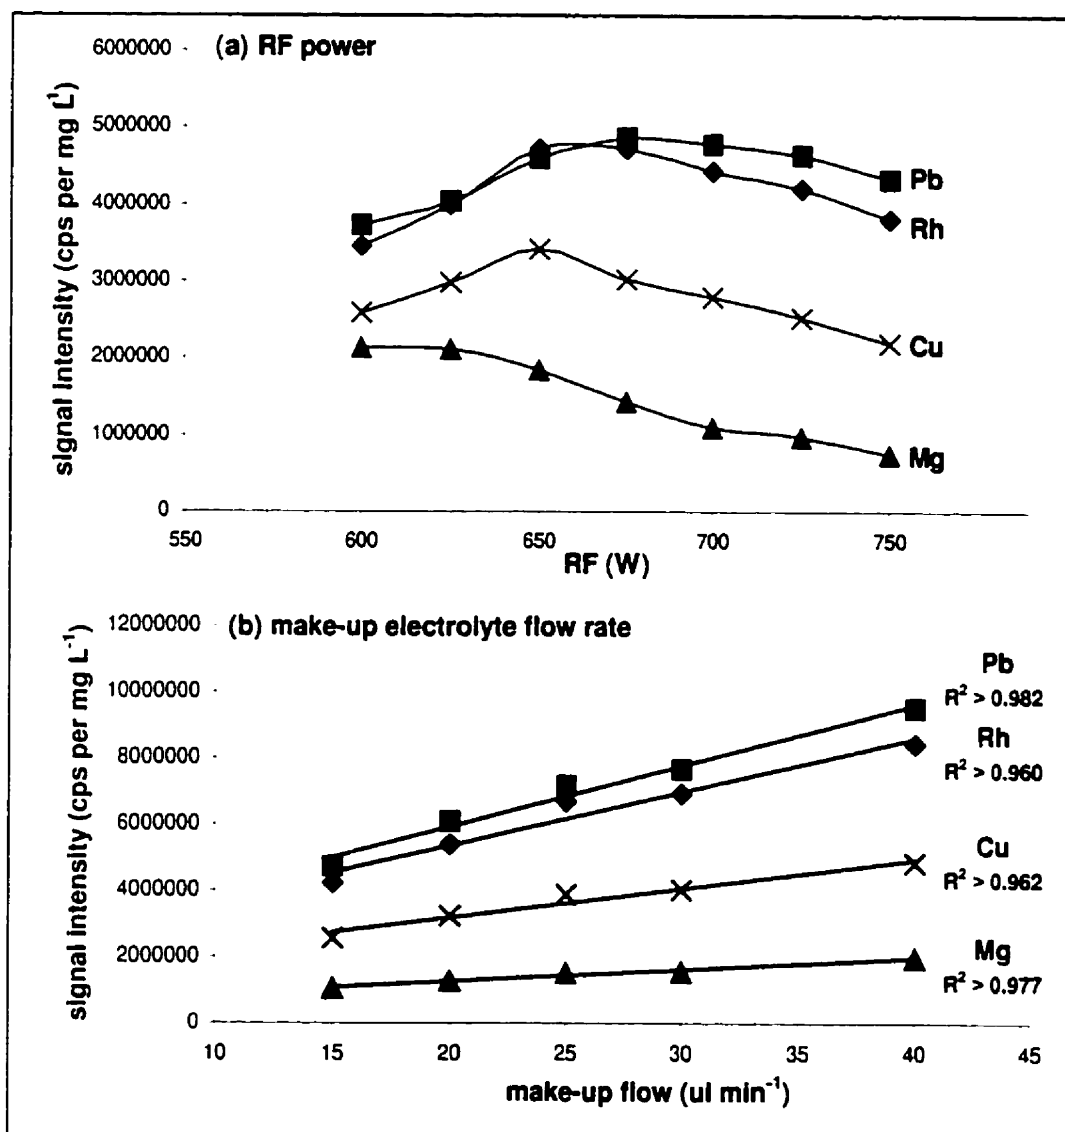 (a) RF power
signal intensity (cps per mg L¹)
6000000
5000000
4000000
3000000
2000000
1000000
0
Pb
Rh
Cu
Mg
550 600 650 700 750
RF (W)
(b) make-up electrolyte flow rate
signal intensity (cps per mg L⁻¹)
12000000
10000000
8000000
6000000
4000000
2000000
0
Pb
R² > 0.982
Rh
R² > 0.960
Cu
R² > 0.962
Mg
R² > 0.977
10 15 20 25 30 35 40 45
make-up flow (ul min⁻¹)